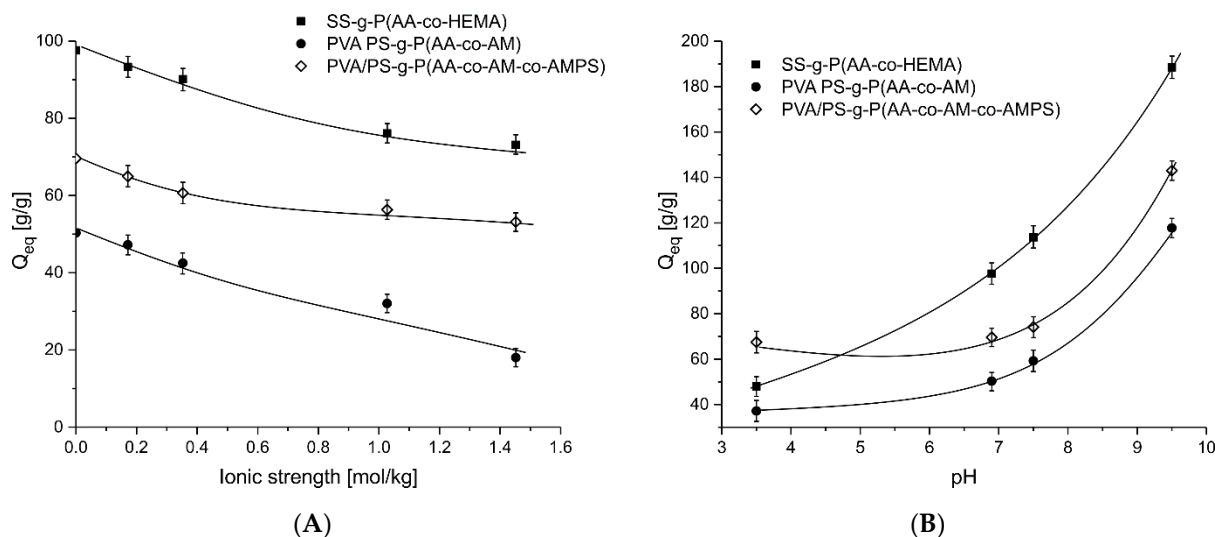 SS-g-P(AA-co-HEMA)
PVA PS-g-P(AA-co-AM)
PVA/PS-g-P(AA-co-AM-co-AMPS)
100
80
60
40
20
0
Qeq [g/g]
0.0 0.2 0.4 0.6 0.8 1.0 1.2 1.4 1.6
Ionic strength [mol/kg]
(A)
SS-g-P(AA-co-HEMA)
PVA PS-g-P(AA-co-AM)
PVA/PS-g-P(AA-co-AM-co-AMPS)
200
180
160
140
120
100
80
60
40
Qeq [g/g]
3 4 5 6 7 8 9 10
pH
(B)